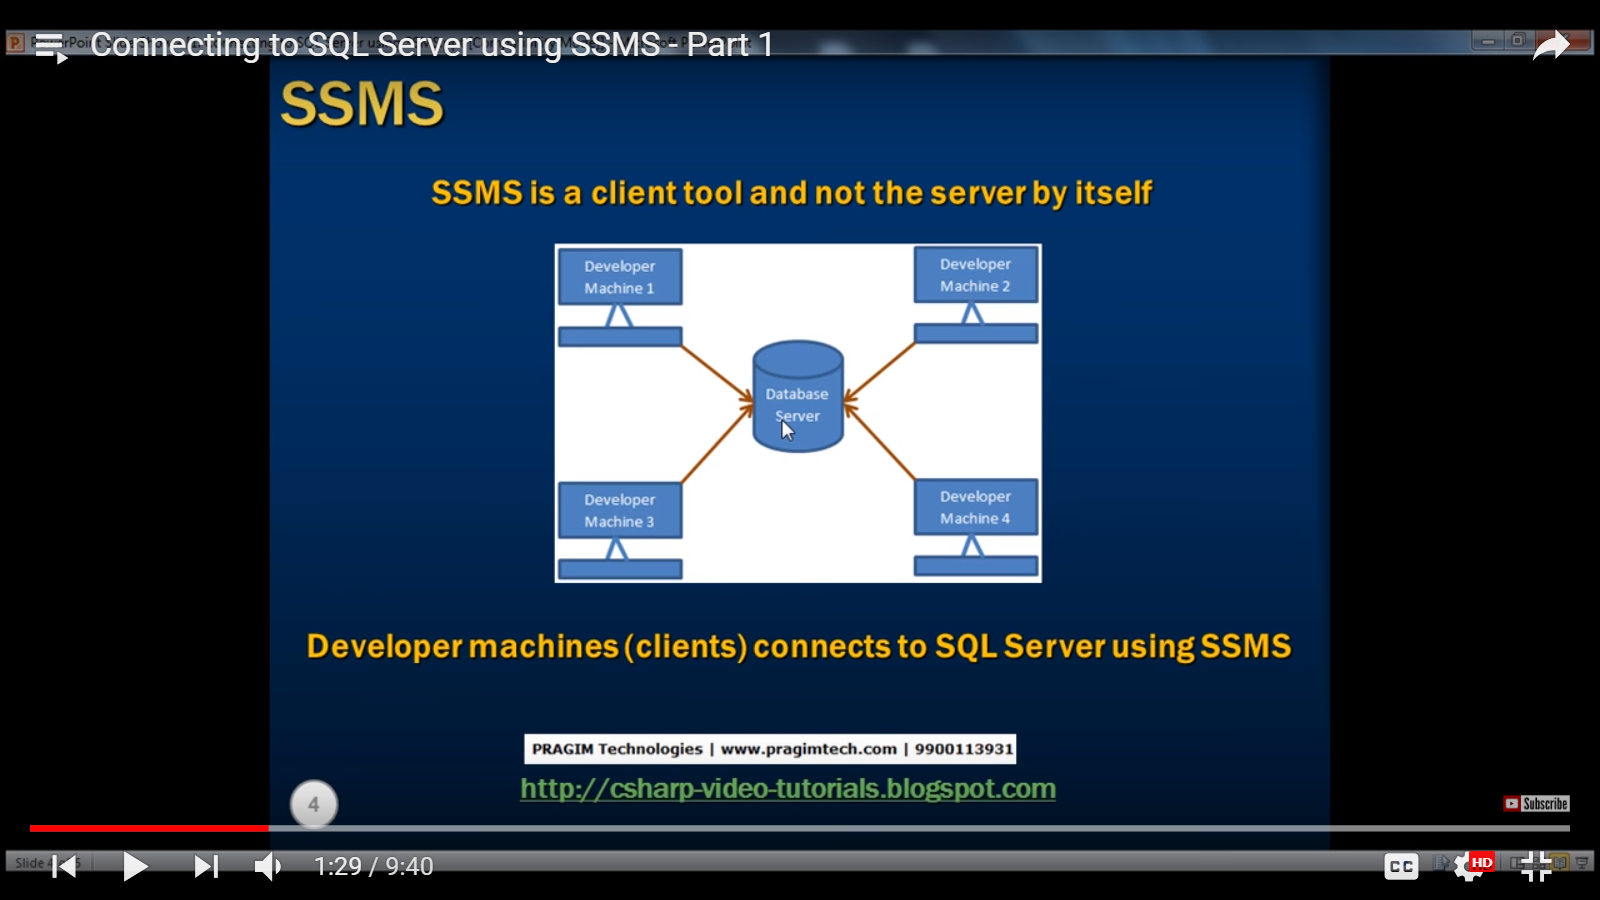 Connecting to SQL Server using SSMS - Part 1
SSMS
SSMS is a client tool and not the server by itself
Developer
Machine 1
Developer
Machine 2
Database
Server
Developer
Machine 3
Developer
Machine 4
Developer machines (clients) connects to SQL Server using SSMS
PRAGIM Technologies | www.pragimtech.com | 9900113931
http://csharp-video-tutorials.blogspot.com
4
Subscribe
Slide
1:29 / 9:40
CC
HD